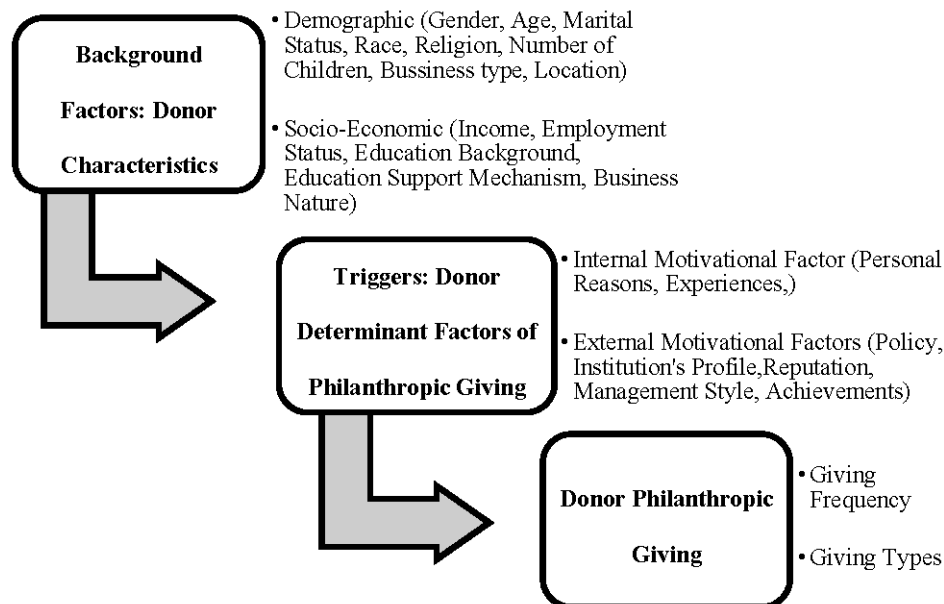 Background
Factors: Donor
Characteristics
• Demographic (Gender, Age, Marital
Status, Race, Religion, Number of
Children, Bussiness type, Location)
• Socio-Economic (Income, Employment
Status, Education Background,
Education Support Mechanism, Business
Nature)
Triggers: Donor
Determinant Factors of
Philanthropic Giving
• Internal Motivational Factor (Personal
Reasons, Experiences,)
• External Motivational Factors (Policy,
Institution's Profile,Reputation,
Management Style, Achievements)
Donor Philanthropic
Giving
• Giving
Frequency
• Giving Types